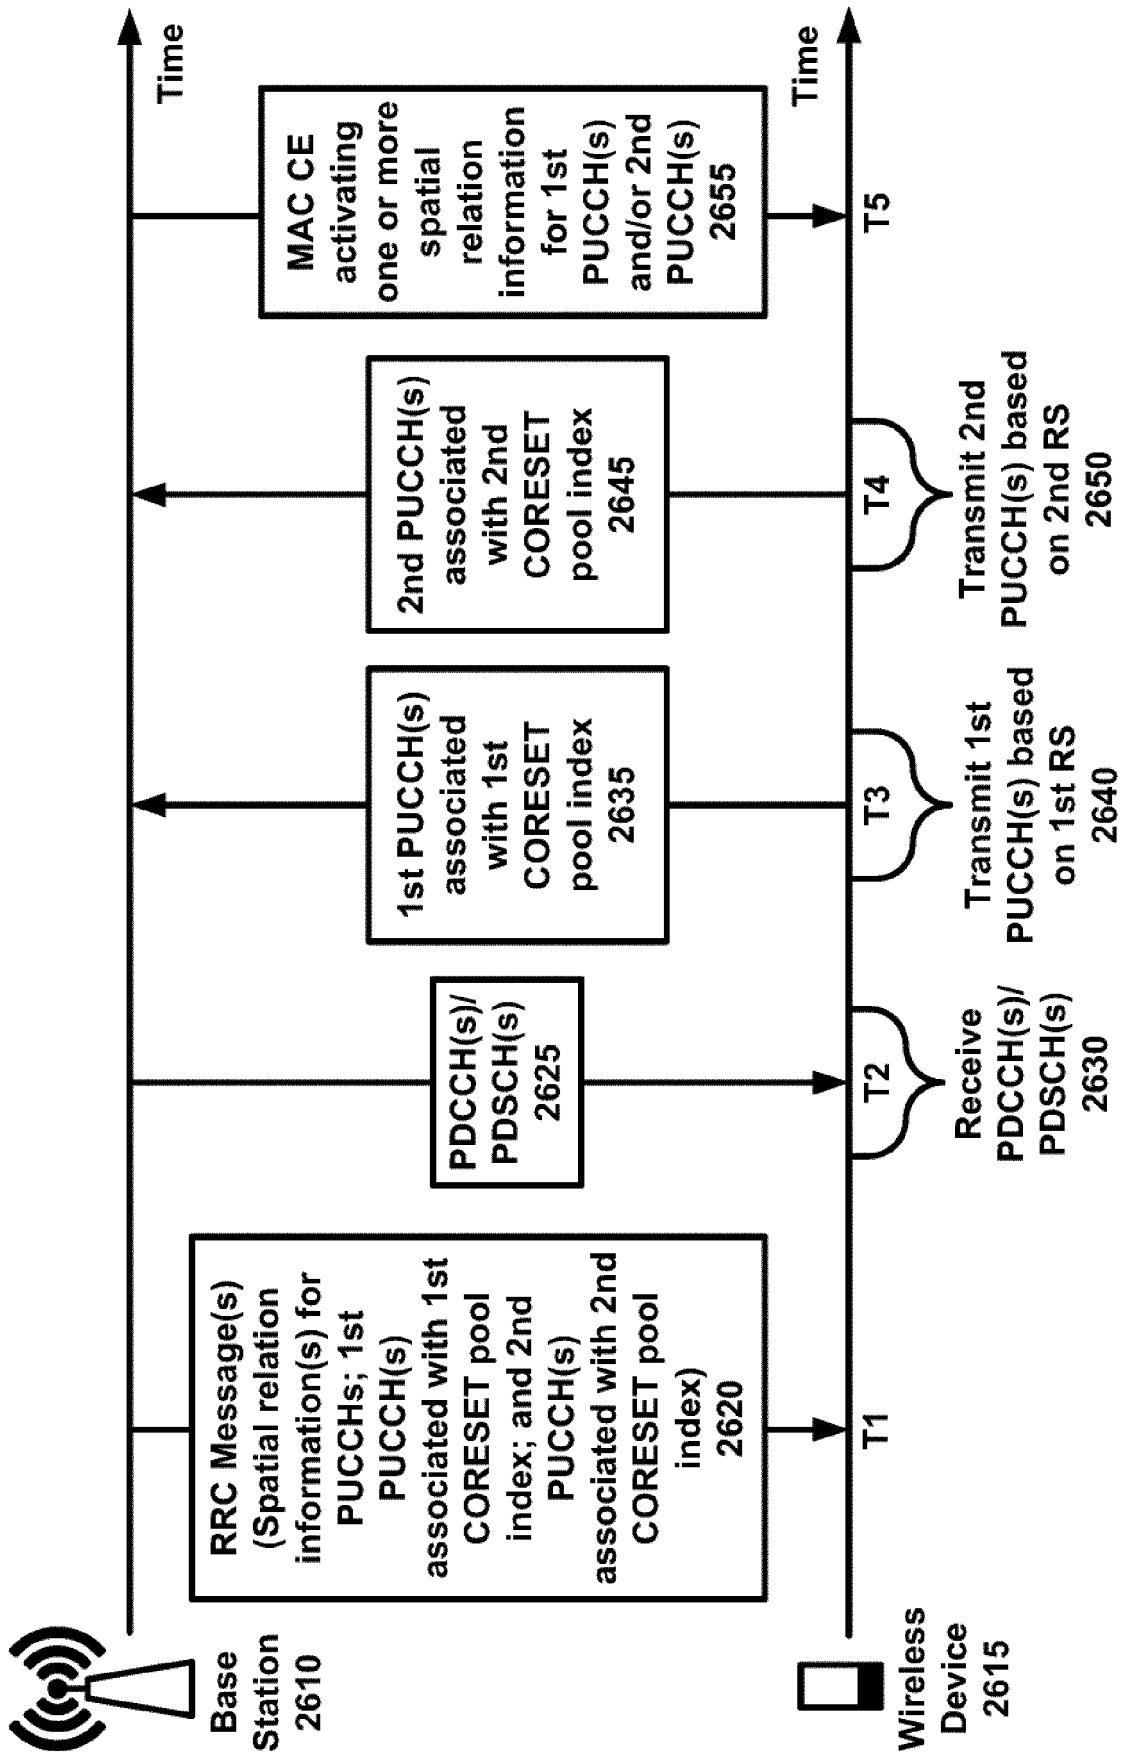 Base
Station
2610
Time
RRC Message(s)
(Spatial relation
information(s) for
PUCCHs; 1st
PUCCH(s)
associated with 1st
CORESET pool
index; and 2nd
PUCCH(s)
associated with 2nd
CORESET pool
index)
2620
PDCCH(s)/
PDSCH(s)
2625
1st PUCCH(s)
associated
with 1st
CORESET
pool index
2635
2nd PUCCH(s)
associated
with 2nd
CORESET
pool index
2645
MAC CE
activating
one or more
spatial
relation
information
for 1st
PUCCH(s)
and/or 2nd
PUCCH(s)
2655
Wireless
Device
2615
T1
T2
T3
T4
T5
Time
Receive
PDCCH(s)/
PDSCH(s)
2630
Transmit 1st
PUCCH(s) based
on 1st RS
2640
Transmit 2nd
PUCCH(s) based
on 2nd RS
2650